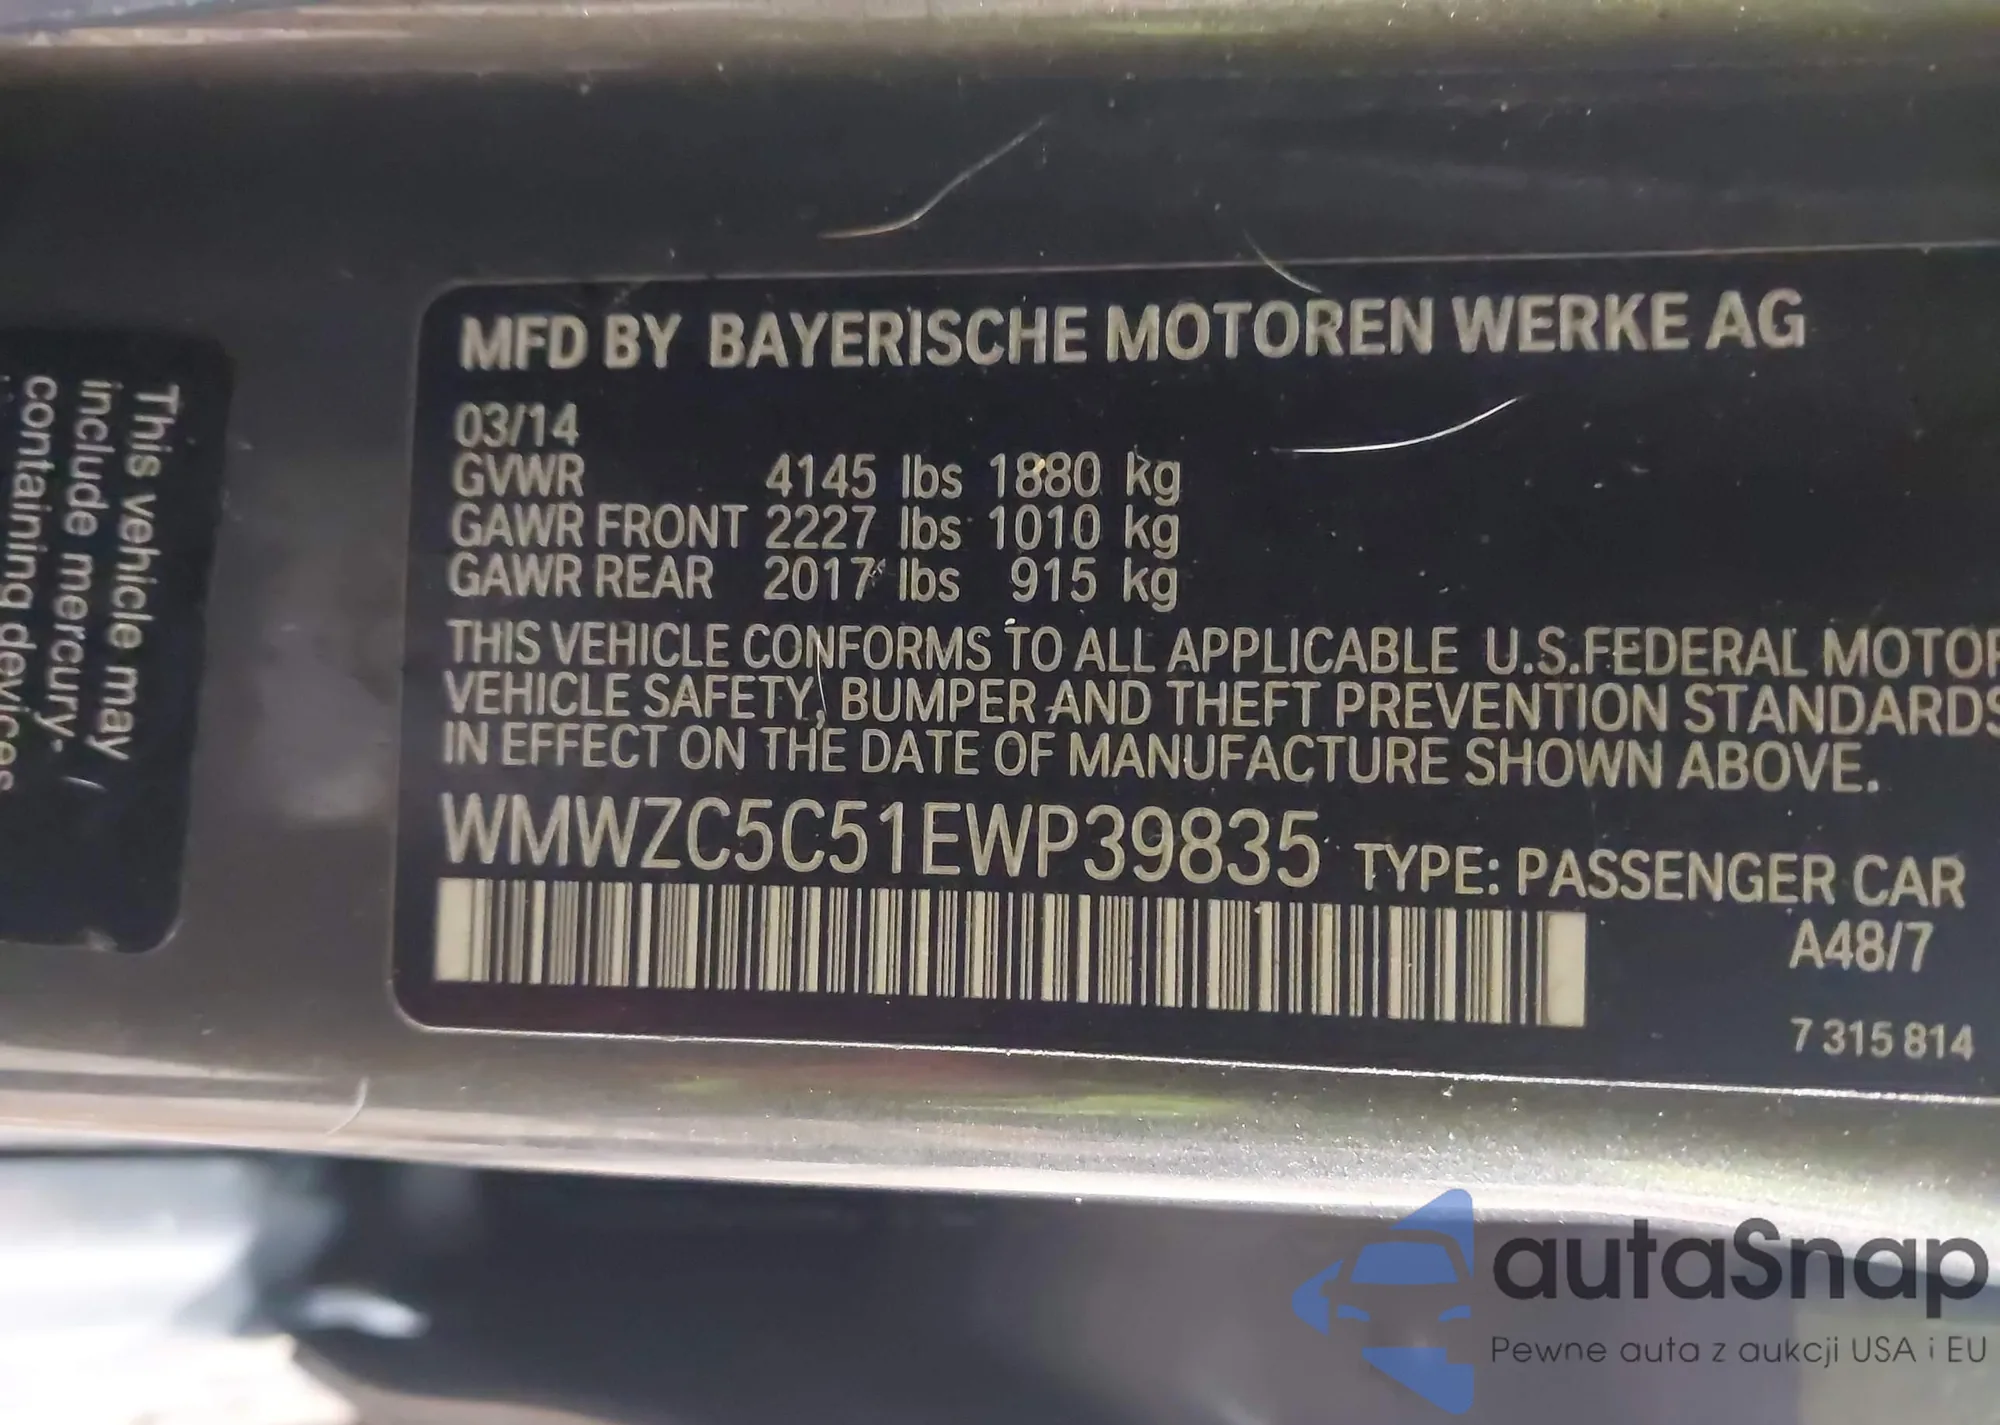 This vehicle may
include mercury-
containing devices
MFD BY BAYERISCHE MOTOREN WERKE AG
03/14
GVWR 4145 lbs 1880 kg
GAWR FRONT 2227 lbs 1010 kg
GAWR REAR 2017 lbs 915 kg
THIS VEHICLE CONFORMS TO ALL APPLICABLE U.S.FEDERAL MOTOR
VEHICLE SAFETY, BUMPER AND THEFT PREVENTION STANDARDS
IN EFFECT ON THE DATE OF MANUFACTURE SHOWN ABOVE.
WMWZC5C51EWP39835 TYPE: PASSENGER CAR
A48/7
7 315 814
autaSnap
Pewne auta z aukcji USA i EU